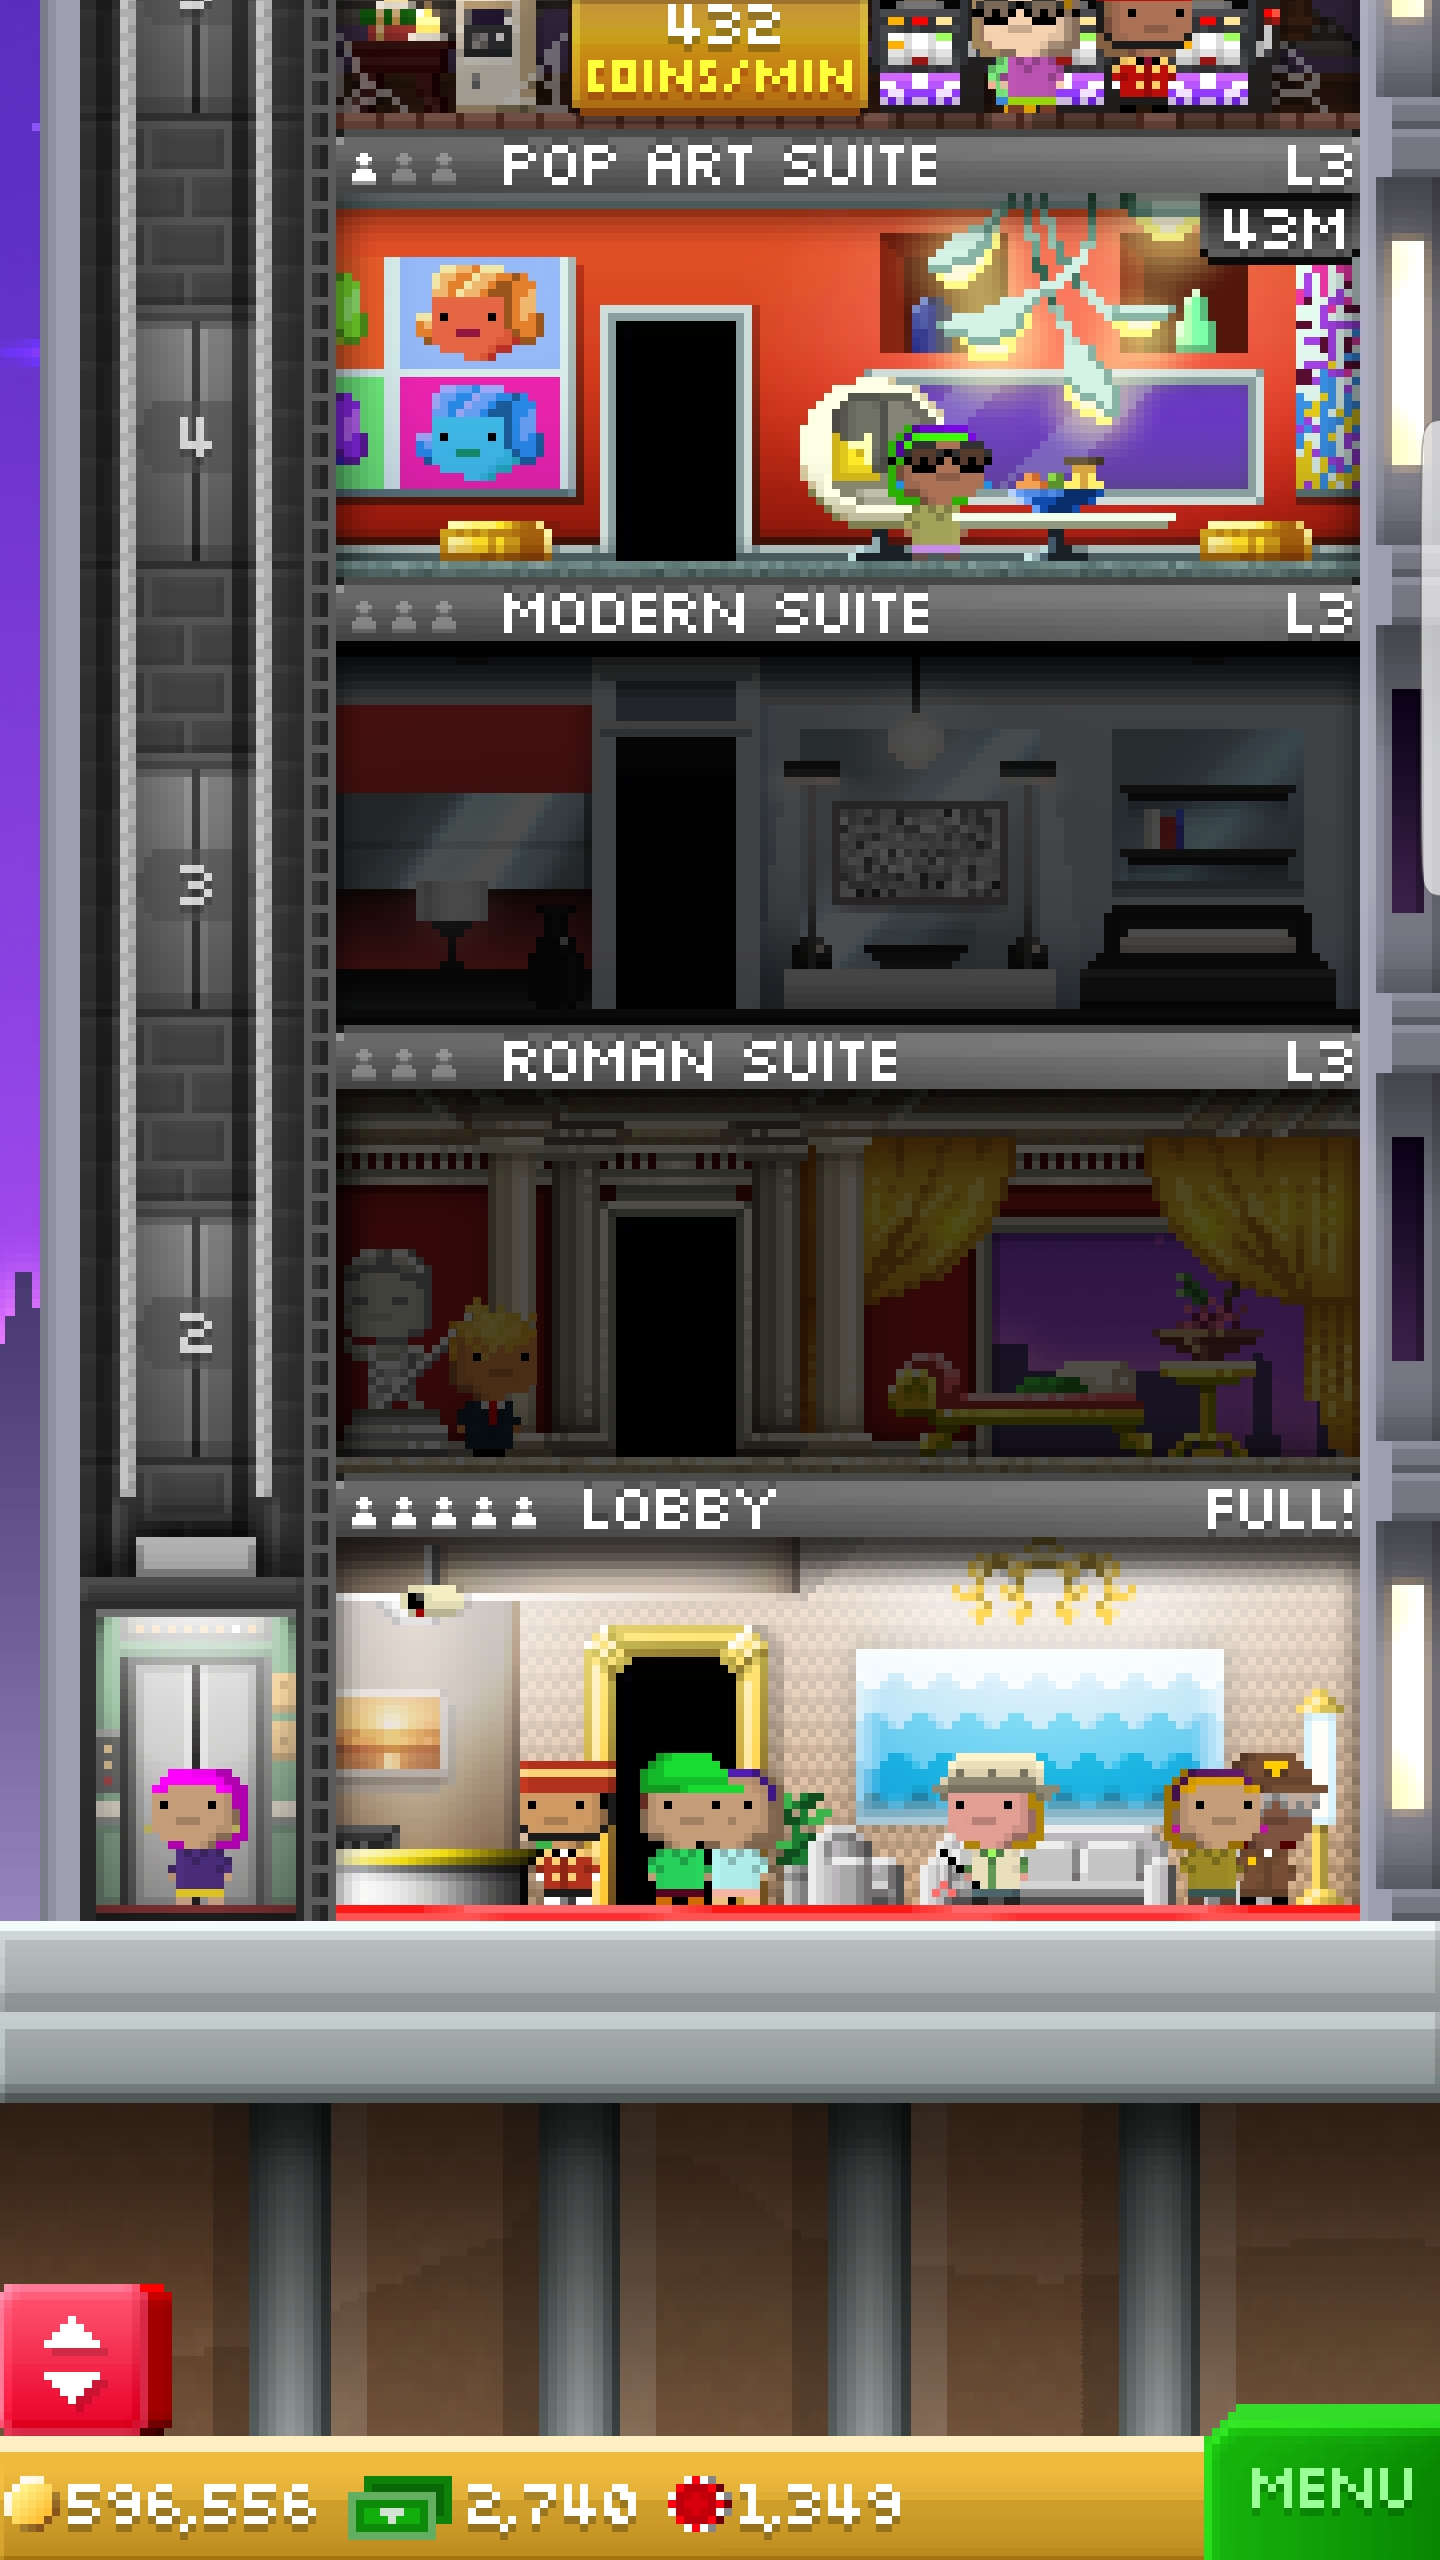 432
COINS/MIN
POP ART SUITE L3
43M
4
MODERN SUITE L3
3
ROMAN SUITE L3
2
LOBBY FULL!
596,556 2,740 1,349
MENU